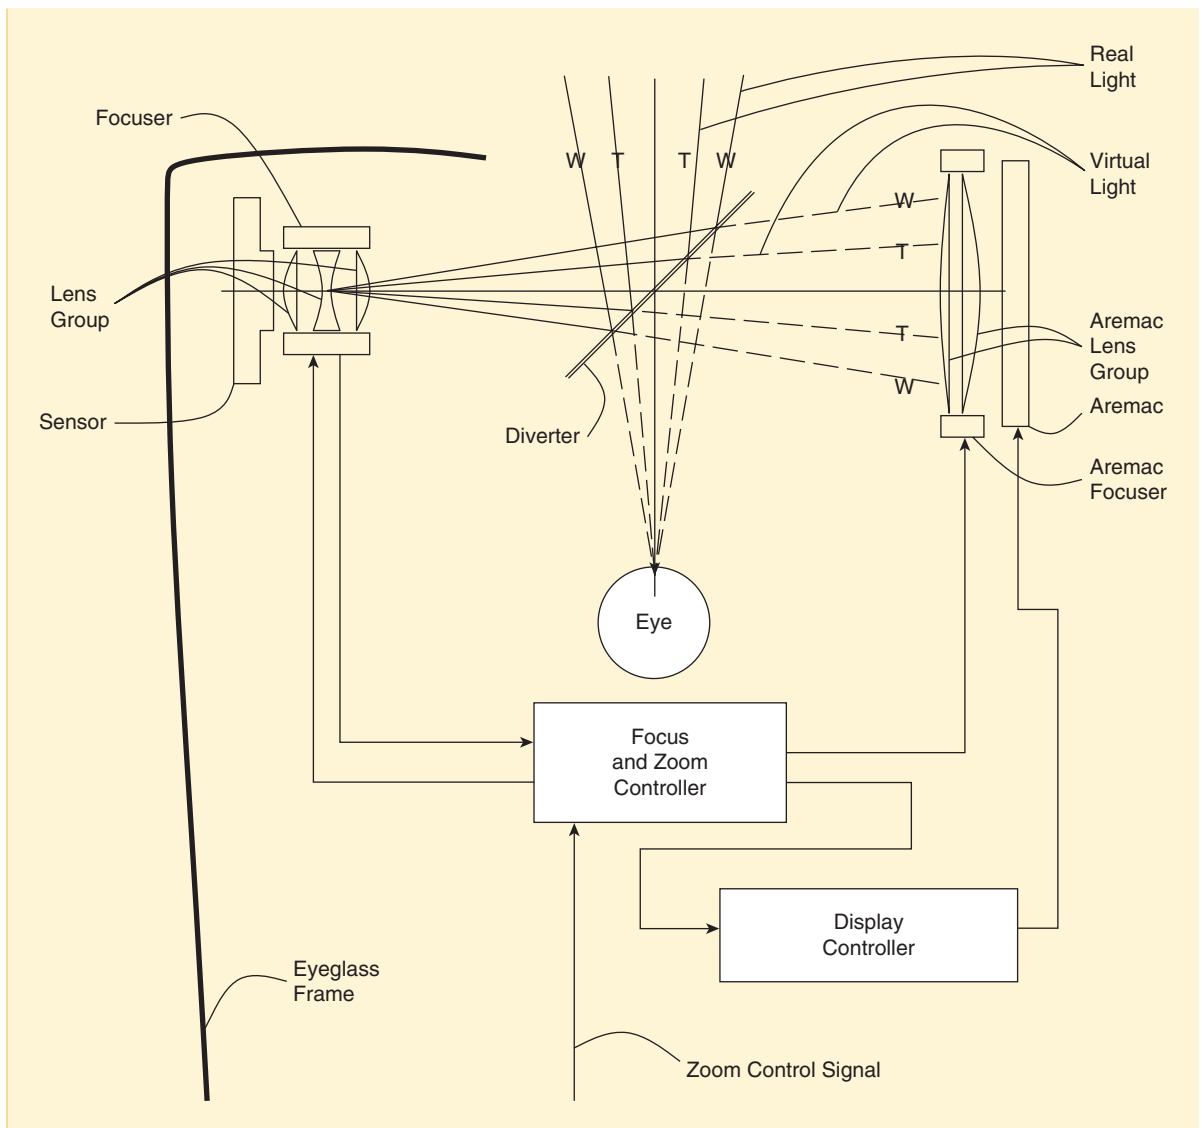 Real
Light
Focuser
W
T
T
W
Virtual
Light
W
T
Lens
Group
T
W
Aremac
Lens
Group
Aremac
Sensor
Diverter
Aremac
Focuser
Eye
Focus
and Zoom
Controller
Display
Controller
Eyeglass
Frame
Zoom Control Signal